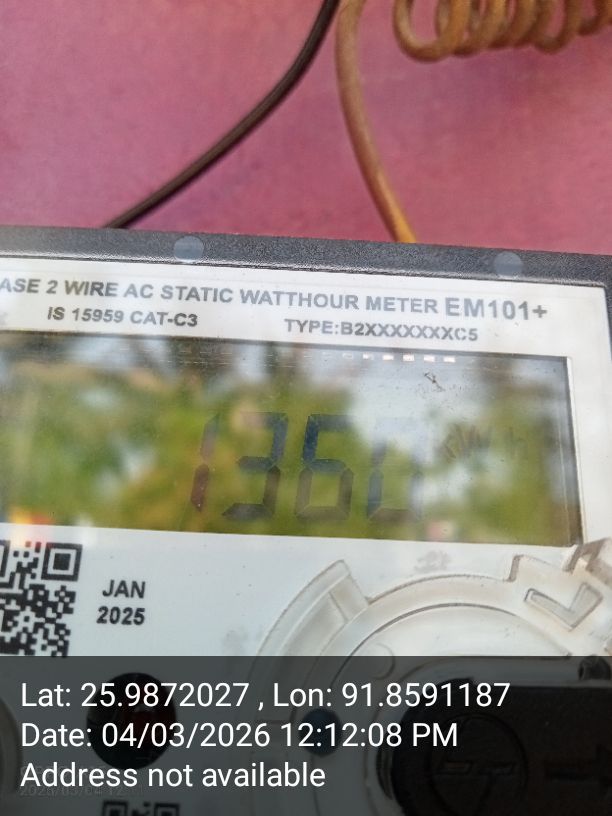 ASE 2 WIRE AC STATIC WATTHOUR METER EM101+
IS 15959 CAT-C3
TYPE:B2XXXXXXXC5
1360 kWh
JAN
2025
Lat: 25.9872027 , Lon: 91.8591187
Date: 04/03/2026 12:12:08 PM
Address not available